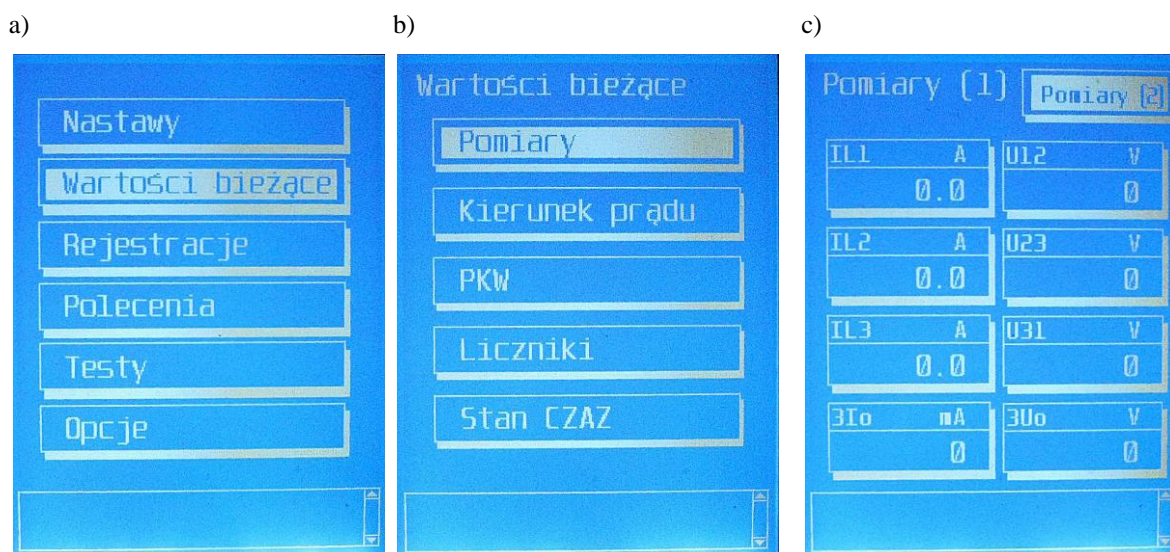 a)
b)
c)
Nastawy
Wartości bieżące
Rejestracje
Polecenia
Testy
Opcje
Wartości bieżące
Pomiary
Kierunek prądu
PKW
Liczniki
Stan CZAZ
Pomiary (1)
Pomiary (2)
IL1 A
0.0
U12 V
0
IL2 A
0.0
U23 V
0
IL3 A
0.0
U31 V
0
3Io mA
0
3Uo V
0